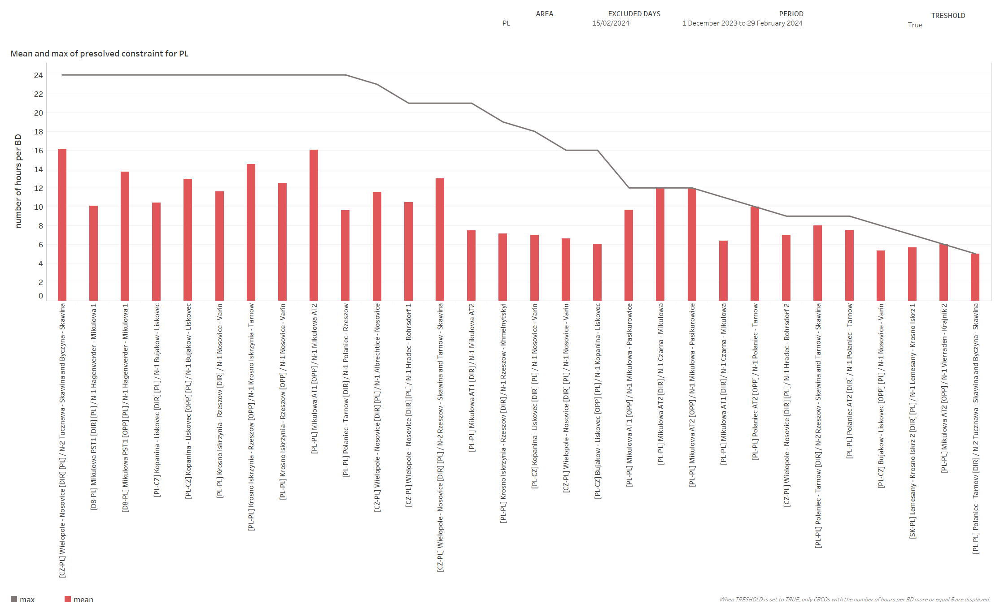 AREA
EXCLUDED DAYS
PERIOD
TRESHOLD
PL
15/02/2024
1 December 2023 to 29 February 2024
True
Mean and max of presolved constraint for PL
number of hours per BD
24
22
20
18
16
14
12
10
8
6
4
2
0
[CZ-PL] Wielopole - Nosovice [DIR] [PL] / N-2 Tucznawa - Skawina and Byczyna - Skawina
[D8-PL] Mikulowa PST1 [DIR] [PL] / N-1 Hagenwerder - Mikulowa 1
[D8-PL] Mikulowa PST1 [OPP] [PL] / N-1 Hagenwerder - Mikulowa 1
[PL-CZ] Kopanina - Liskovec [DIR] [PL] / N-1 Bujakow - Liskovec
[PL-CZ] Kopanina - Liskovec [OPP] [PL] / N-1 Bujakow - Liskovec
[PL-PL] Krosno Iskrzynia - Rzeszow [DIR] / N-1 Nosovice - Varin
[PL-PL] Krosno Iskrzynia - Rzeszow [OPP] / N-1 Krosno Iskrzynia - Tarnow
[PL-PL] Krosno Iskrzynia - Rzeszow [OPP] / N-1 Nosovice - Varin
[PL-PL] Mikulowa AT1 [OPP] / N-1 Mikulowa AT2
[PL-PL] Polaniec - Tarnow [DIR] / N-1 Polaniec - Rzeszow
[CZ-PL] Wielopole - Nosovice [DIR] [PL] / N-1 Albrechtice - Nosovice
[CZ-PL] Wielopole - Nosovice [DIR] [PL] / N-1 Hradec - Rohrsdorf 1
[CZ-PL] Wielopole - Nosovice [DIR] [PL] / N-2 Rzeszow - Skawina and Tarnow - Skawina
[PL-PL] Mikulowa AT1 [DIR] / N-1 Mikulowa AT2
[PL-PL] Krosno Iskrzynia - Rzeszow [DIR] / N-1 Rzeszow - Khmelnytskyi
[PL-CZ] Kopanina - Liskovec [DIR] [PL] / N-1 Nosovice - Varin
[CZ-PL] Wielopole - Nosovice [DIR] [PL] / N-1 Nosovice - Varin
[PL-CZ] Bujakow - Liskovec [OPP] [PL] / N-1 Kopanina - Liskovec
[PL-PL] Mikulowa AT1 [OPP] / N-1 Mikulowa - Pasikurowice
[PL-PL] Mikulowa AT2 [DIR] / N-1 Czarna - Mikulowa
[PL-PL] Mikulowa AT2 [OPP] / N-1 Mikulowa - Pasikurowice
[PL-PL] Mikulowa AT1 [DIR] / N-1 Czarna - Mikulowa
[PL-PL] Polaniec AT2 [OPP] / N-1 Polaniec - Tarnow
[CZ-PL] Wielopole - Nosovice [DIR] [PL] / N-1 Hradec - Rohrsdorf 2
[PL-PL] Polaniec - Tarnow [DIR] / N-2 Rzeszow - Skawina and Tarnow - Skawina
[PL-PL] Polaniec AT2 [DIR] / N-1 Polaniec - Tarnow
[PL-CZ] Bujakow - Liskovec [OPP] [PL] / N-1 Nosovice - Varin
[SK-PL] Lemesany - Krosno Iskrz 2 [DIR] [PL] / N-1 Lemesany - Krosno Iskrz 1
[PL-PL] Mikulowa AT2 [OPP] / N-1 Vierraden - Krajnik 2
[PL-PL] Polaniec - Tarnow [DIR] / N-2 Tucznawa - Skawina and Byczyna - Skawina
max
mean
When TRESHOLD is set to TRUE, only CBCOs with the number of hours per BD more or equal 5 are displayed.